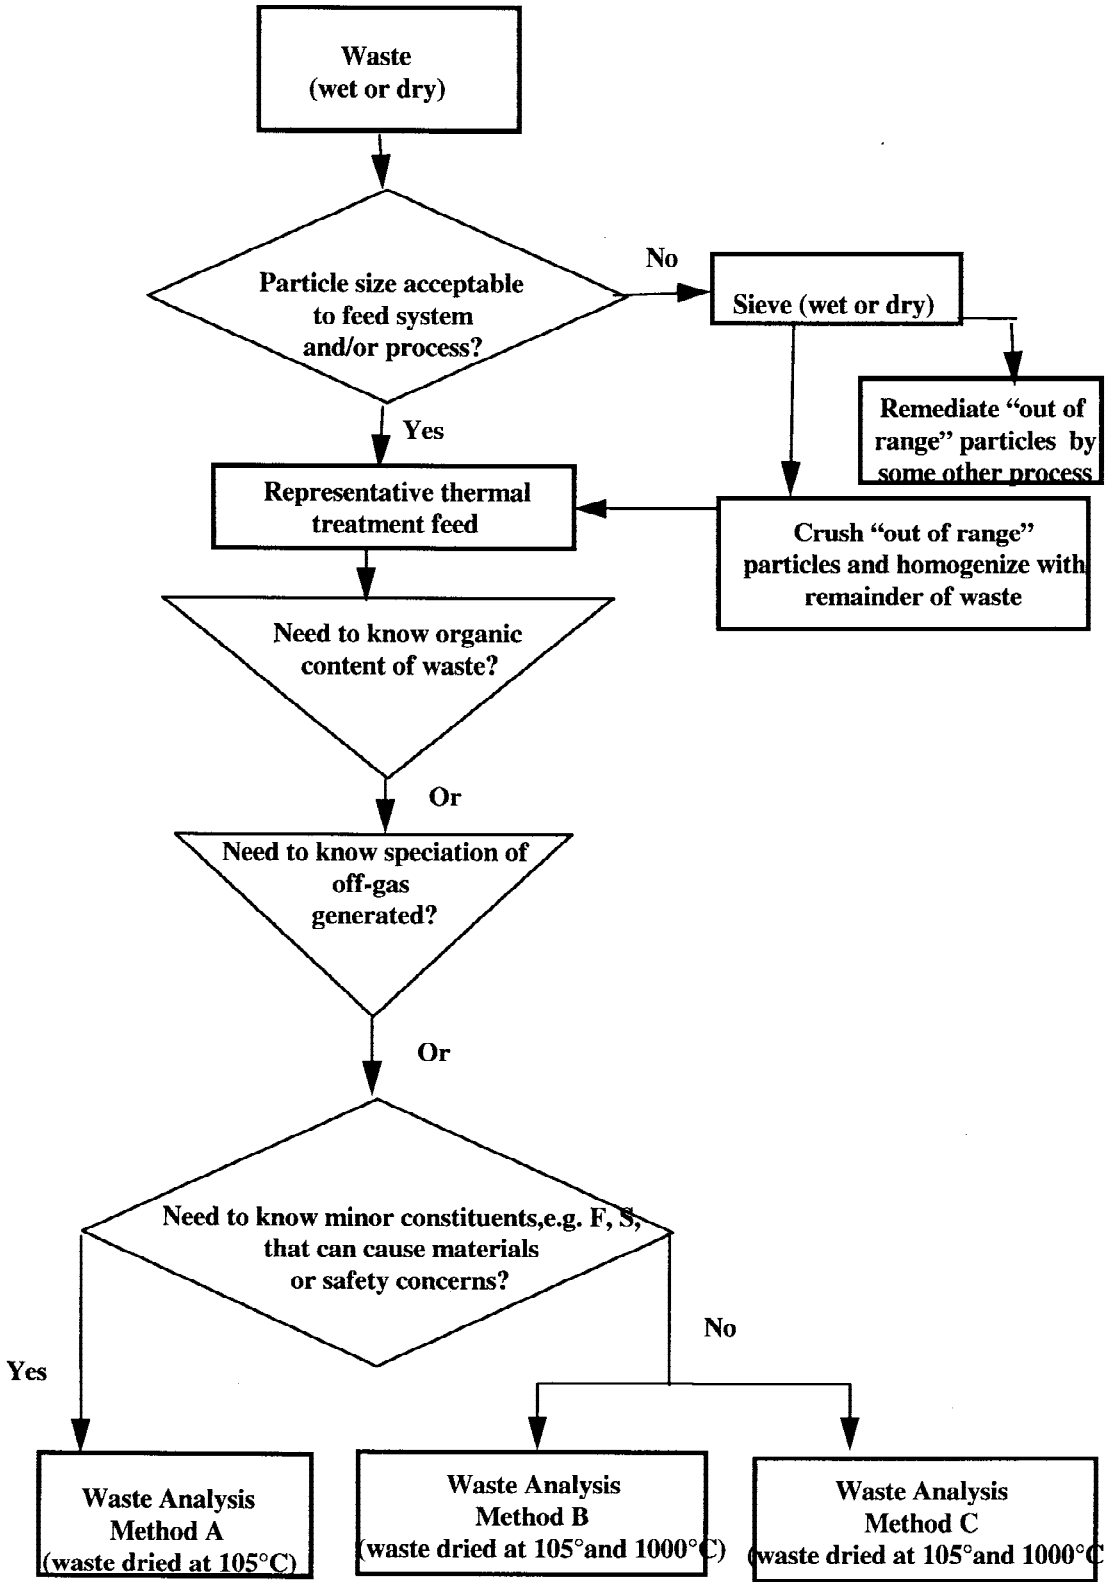 Waste
(wet or dry)
No
Particle size acceptable
to feed system
and/or process?
Sieve (wet or dry)
Remediate “out of
range” particles by
some other process
Yes
Representative thermal
treatment feed
Crush “out of range”
particles and homogenize with
remainder of waste
Need to know organic
content of waste?
Or
Need to know speciation of
off-gas
generated?
Or
Need to know minor constituents,e.g. F, S,
that can cause materials
or safety concerns?
No
Yes
Waste Analysis
Method A
(waste dried at 105°C)
Waste Analysis
Method B
(waste dried at 105°and 1000°C)
Waste Analysis
Method C
(waste dried at 105°and 1000°C